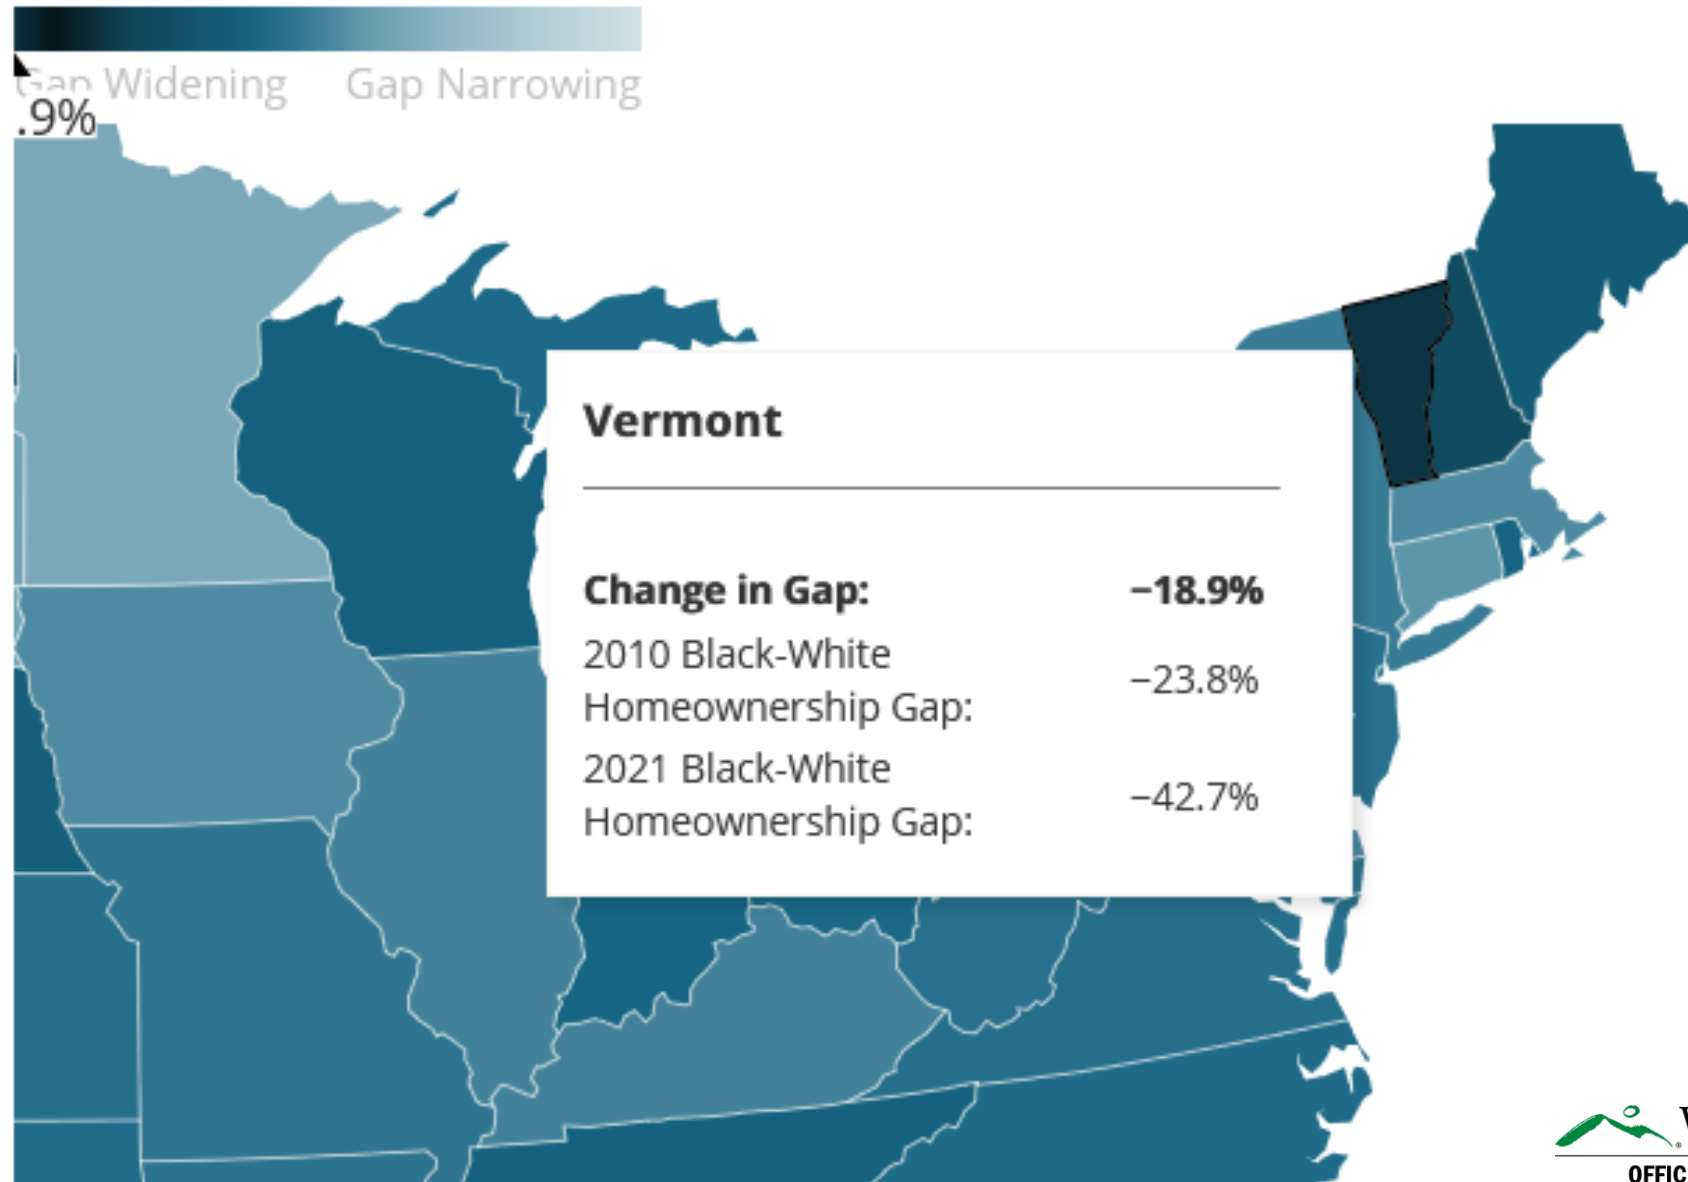 Gap Widening Gap Narrowing
.9%
Vermont
Change in Gap: −18.9%
2010 Black-White
Homeownership Gap: −23.8%
2021 Black-White
Homeownership Gap: −42.7%
OFFIC